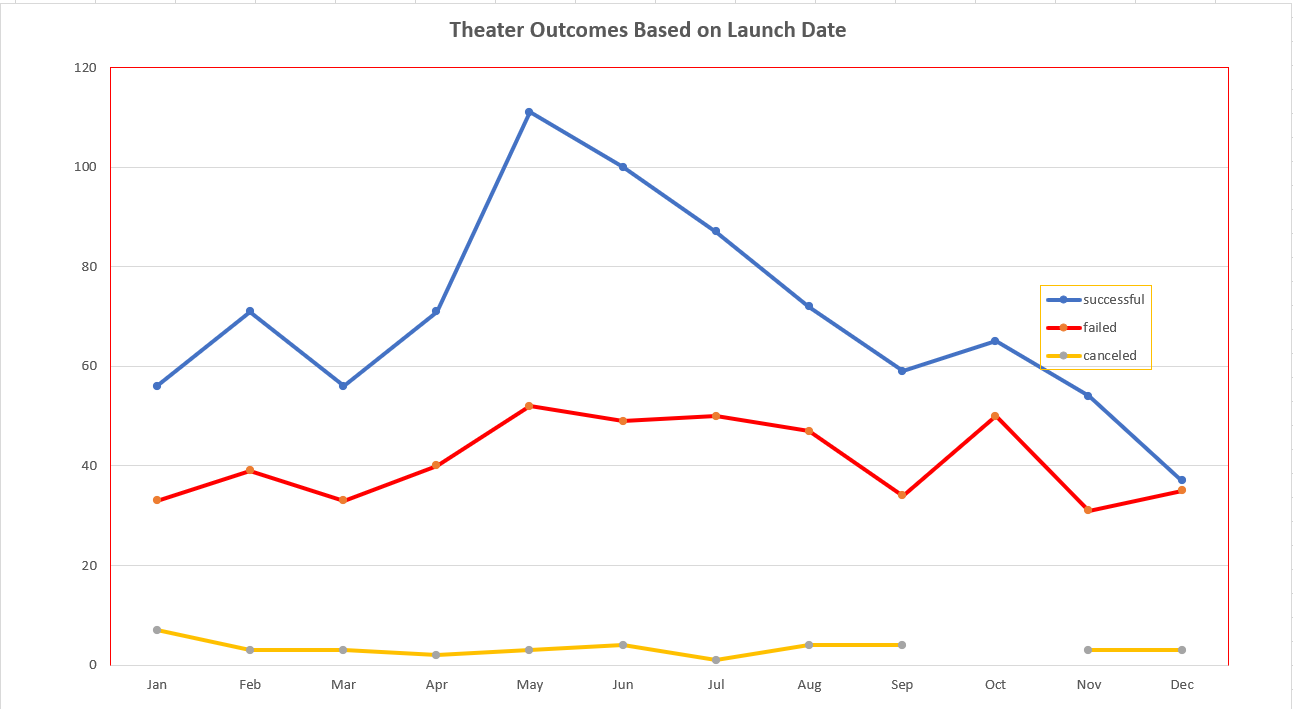 Theater Outcomes Based on Launch Date
120
100
80
60
40
20
0
successful
failed
canceled
Jan Feb Mar Apr May Jun Jul Aug Sep Oct Nov Dec